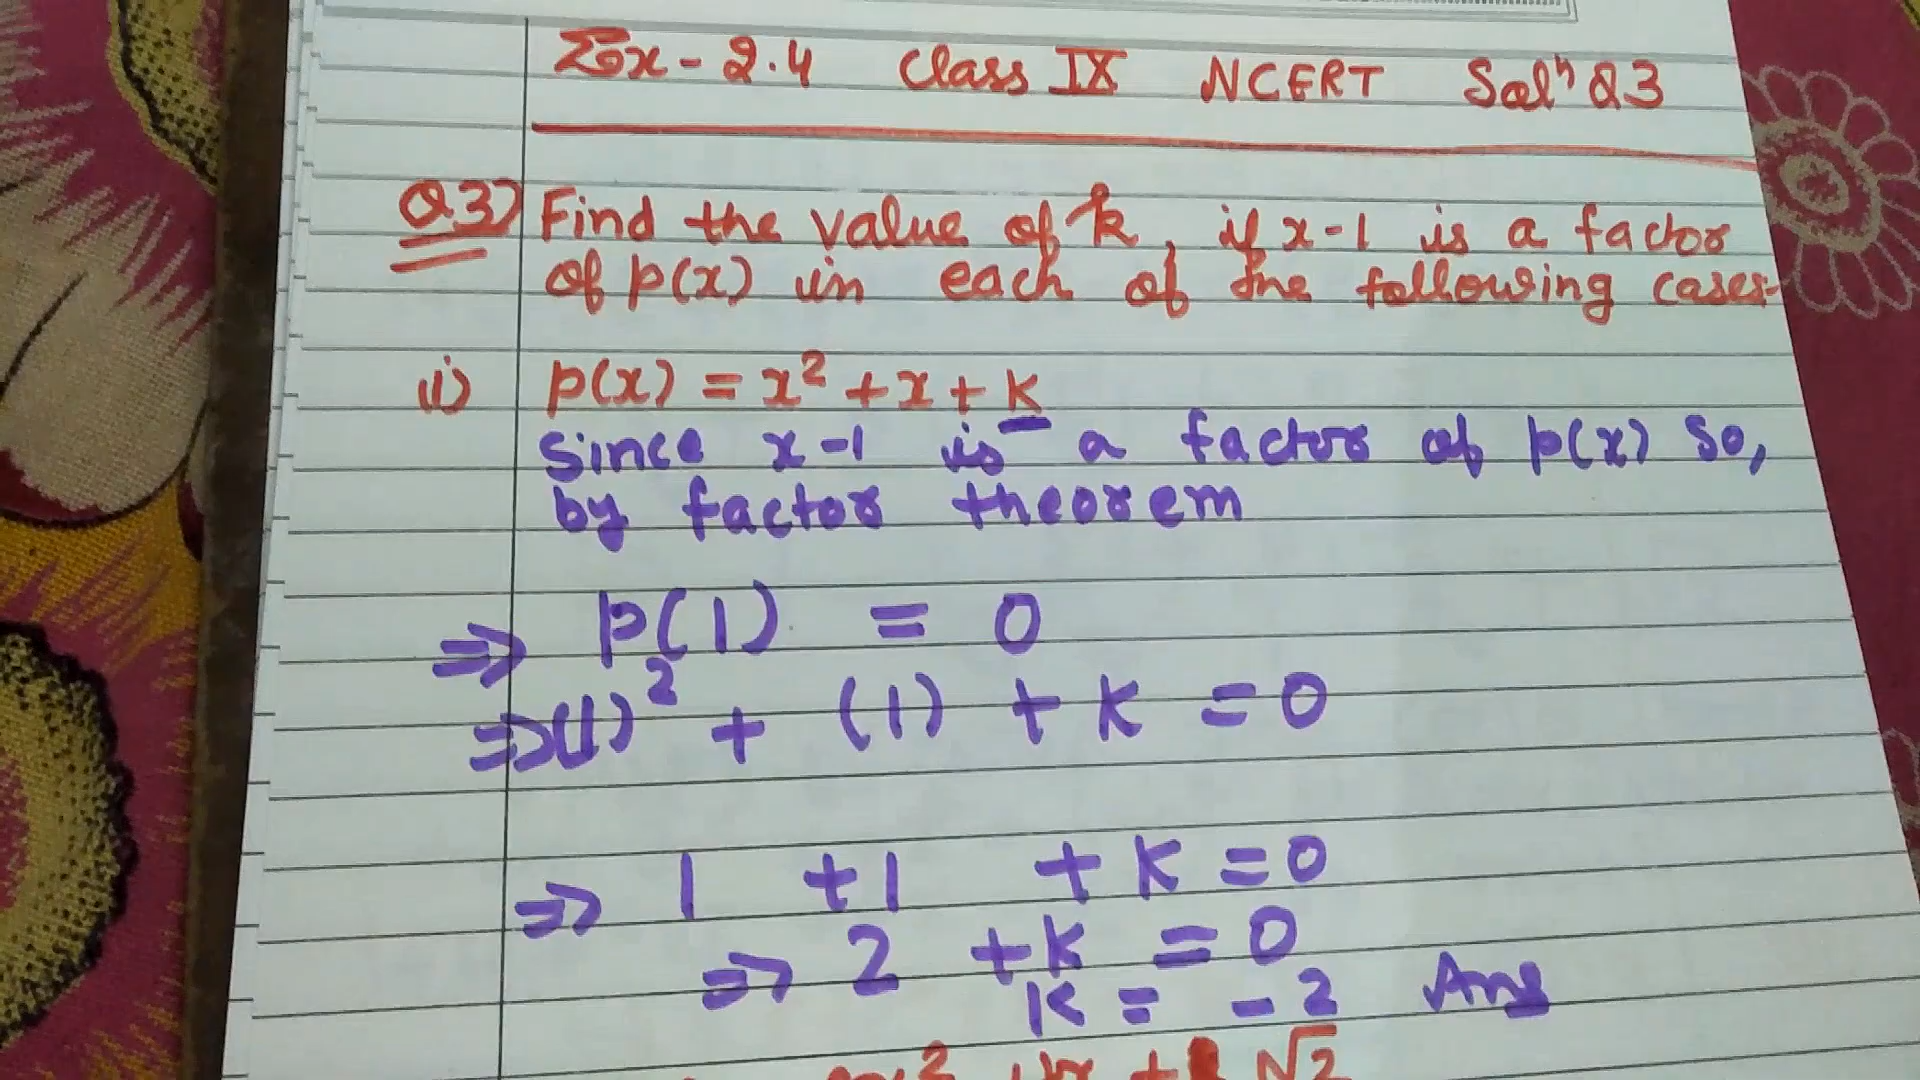 Ex-2.4 Class IX NCERT Solⁿ Q3
Q3) Find the value of k, if x-1 is a factor
of p(x) in each of the following cases-
(i) p(x) = x² + x + k
Since x-1 is a factor of p(x) So,
by factor theorem
⇒ p(1) = 0
⇒ (1)² + (1) + k = 0
⇒ 1 + 1 + k = 0
⇒ 2 + k = 0
k = -2 Ans
√2